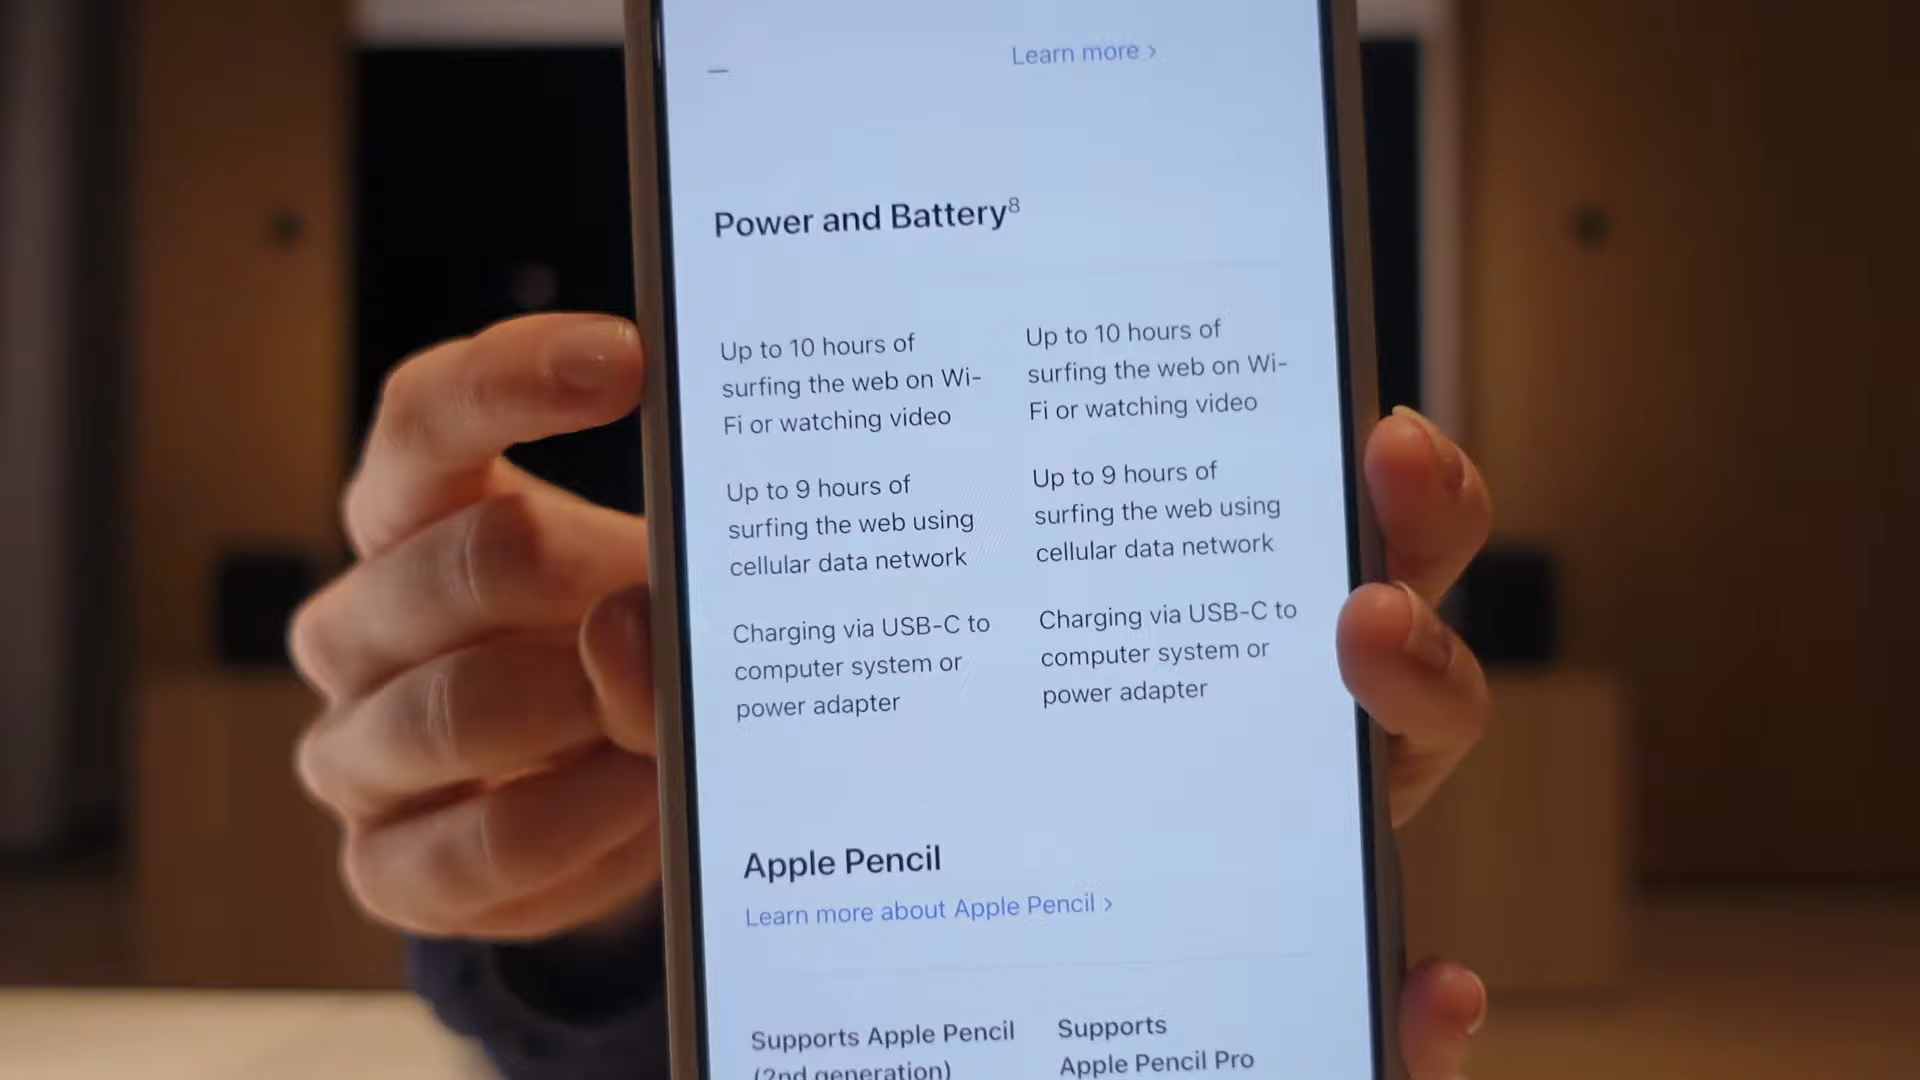 Learn more >
—
Power and Battery8
Up to 10 hours of
surfing the web on Wi-
Fi or watching video
Up to 9 hours of
surfing the web using
cellular data network
Charging via USB-C to
computer system or
power adapter
Up to 10 hours of
surfing the web on Wi-
Fi or watching video
Up to 9 hours of
surfing the web using
cellular data network
Charging via USB-C to
computer system or
power adapter
Apple Pencil
Learn more about Apple Pencil >
Supports Apple Pencil
(2nd generation)
Supports
Apple Pencil Pro